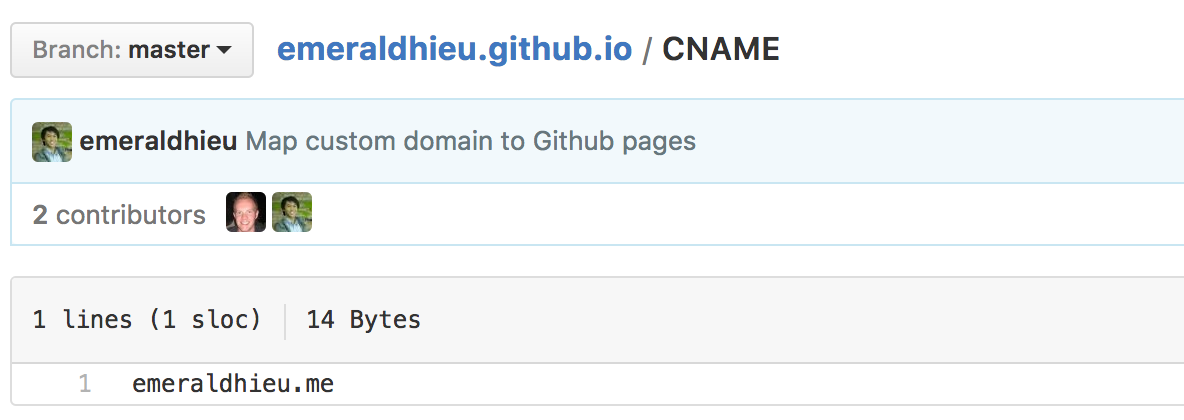 Branch: master emeraldhieu.github.io / CNAME
emeraldhieu Map custom domain to Github pages
2 contributors
1 lines (1 sloc) 14 Bytes
1 emeraldhieu.me